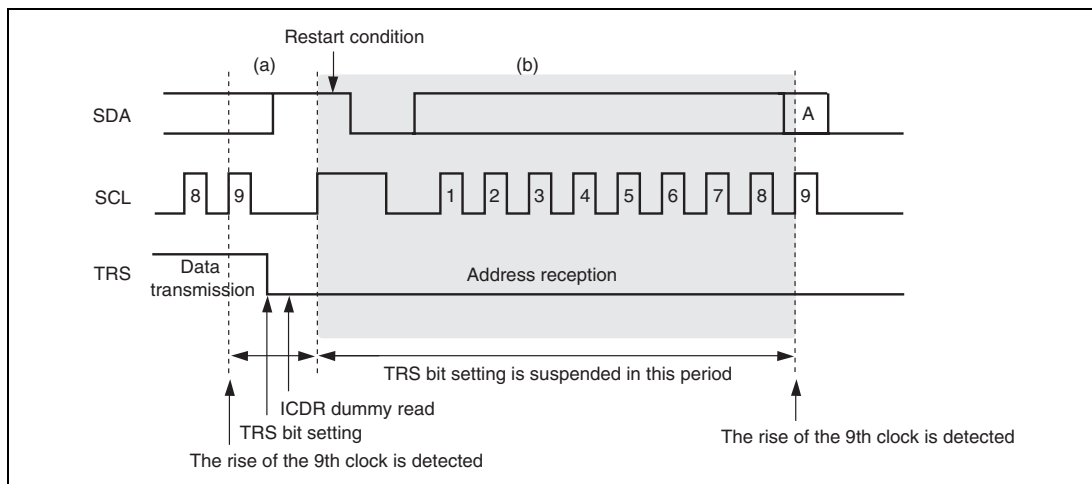 Restart condition
(a)
(b)
SDA
A
SCL
8
9
1
2
3
4
5
6
7
8
9
TRS
Data
transmission
Address reception
TRS bit setting is suspended in this period
ICDR dummy read
TRS bit setting
The rise of the 9th clock is detected
The rise of the 9th clock is detected